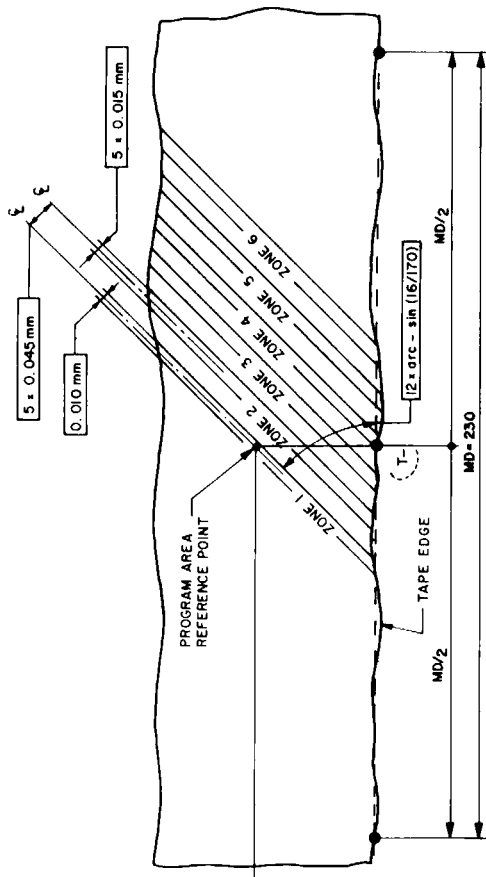 5 x 0.045 mm
0.010 mm
℄
℄
5 x 0.015 mm
PROGRAM AREA
REFERENCE POINT
ZONE 1
ZONE 2
ZONE 3
ZONE 4
ZONE 5
ZONE 6
12 x arc - sin (16/170)
T-
TAPE EDGE
MD/2
MD/2
MD = 230